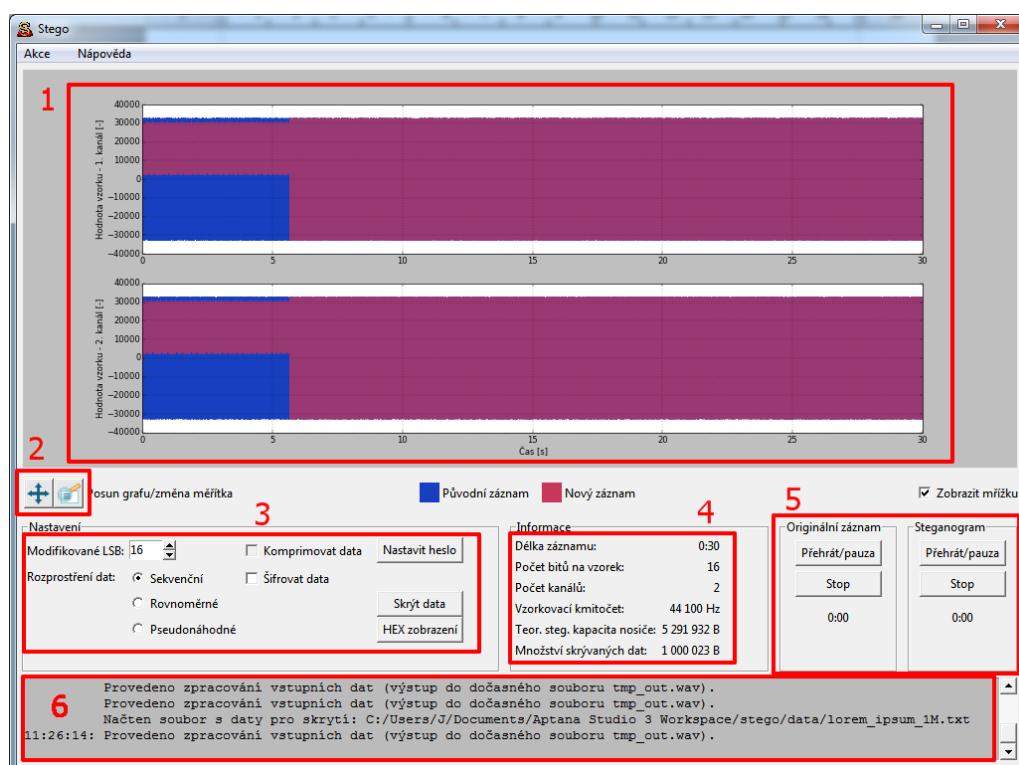 Stego
Akce Nápověda
1
Hodnota vzorku - 1. kanál [-]
40000
30000
20000
10000
0
−10000
−20000
−30000
−40000
0 5 10 15 20 25 30
Hodnota vzorku - 2. kanál [-]
40000
30000
20000
10000
0
−10000
−20000
−30000
−40000
0 5 10 15 20 25 30
Čas [s]
2
Posun grafu/změna měřítka
Původní záznam
Nový záznam
Zobrazit mřížku
3
Nastavení
Modifikované LSB: 16
Komprimovat data
Nastavit heslo
Rozprostření dat:
Sekvenční
Šifrovat data
Rovnoměrné
Skrýt data
Pseudonáhodné
HEX zobrazení
4
Informace
Délka záznamu: 0:30
Počet bitů na vzorek: 16
Počet kanálů: 2
Vzorkovací kmitočet: 44 100 Hz
Teor. steg. kapacita nosiče: 5 291 932 B
Množství skrývaných dat: 1 000 023 B
5
Originální záznam
Přehrát/pauza
Stop
0:00
Steganogram
Přehrát/pauza
Stop
0:00
6
Provedeno zpracování vstupních dat (výstup do dočasného souboru tmp_out.wav).
Provedeno zpracování vstupních dat (výstup do dočasného souboru tmp_out.wav).
Načten soubor s daty pro skrytí: C:/Users/J/Documents/Aptana Studio 3 Workspace/stego/data/lorem_ipsum_1M.txt
11:26:14: Provedeno zpracování vstupních dat (výstup do dočasného souboru tmp_out.wav).